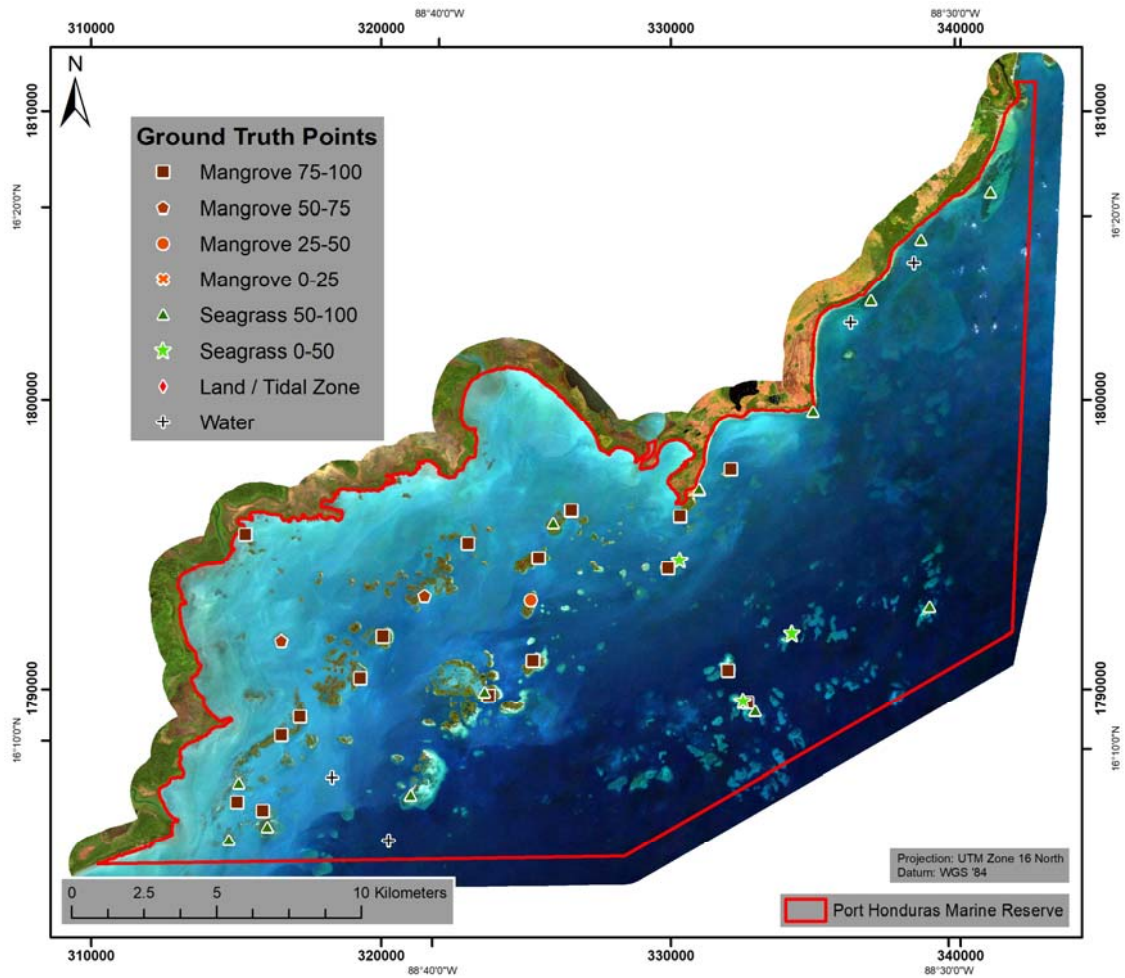 88°40'0"W
88°30'0"W
310000
320000
330000
340000
N
1810000
1810000
Ground Truth Points
Mangrove 75-100
Mangrove 50-75
Mangrove 25-50
Mangrove 0-25
Seagrass 50-100
Seagrass 0-50
Land / Tidal Zone
Water
16°20'0"N
16°20'0"N
1800000
1800000
1790000
1790000
16°10'0"N
16°10'0"N
Projection: UTM Zone 16 North
Datum: WGS '84
0 2.5 5 10 Kilometers
Port Honduras Marine Reserve
310000
320000
330000
340000
88°40'0"W
88°30'0"W